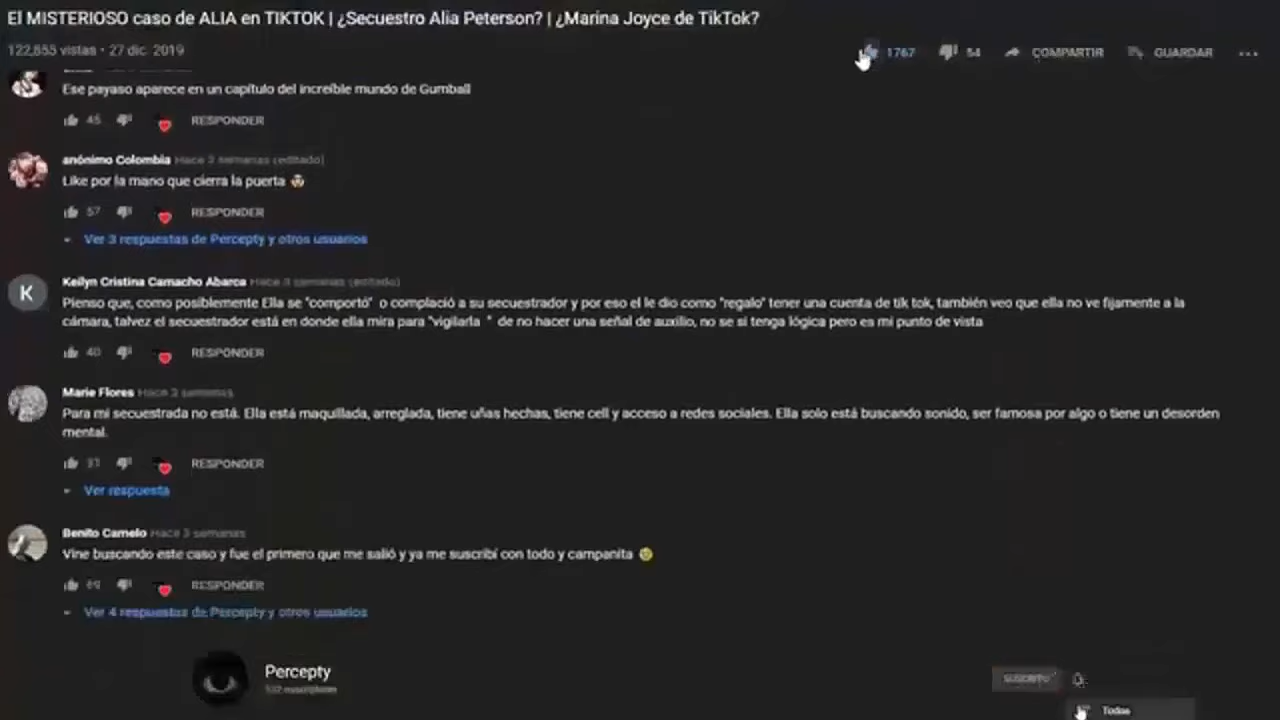 El MISTERIOSO caso de ALIA en TIKTOK | ¿Secuestro Alia Peterson? | ¿Marina Joyce de TikTok?
122,855 vistas • 27 dic. 2019
1767 54 COMPARTIR GUARDAR
Ese payaso aparece en un capítulo del increíble mundo de Gumball
45 RESPONDER
anónimo Colombia Hace 3 semanas (editado)
Like por la mano que cierra la puerta
57 RESPONDER
Ver 3 respuestas de Percepty y otros usuarios
K
Keilyn Cristina Camacho Abarca Hace 3 semanas (editado)
Pienso que, como posiblemente Ella se "comportó" o complació a su secuestrador y por eso el le dio como "regalo" tener una cuenta de tik tok, también veo que ella no ve fijamente a la
cámara, talvez el secuestrador está en donde ella mira para "vigilarla " de no hacer una señal de auxilio, no se si tenga lógica pero es mi punto de vista
40 RESPONDER
Marie Flores Hace 3 semanas
Para mi secuestrada no está. Ella está maquillada, arreglada, tiene uñas hechas, tiene cell y acceso a redes sociales. Ella solo está buscando sonido, ser famosa por algo o tiene un desorden
mental.
31 RESPONDER
Ver respuesta
Benito Camelo Hace 3 semanas
Vine buscando este caso y fue el primero que me salió y ya me suscribí con todo y campanita
RESPONDER
Ver 4 respuestas de Percepty y otros usuarios
Percepty
SUSCRITO
Todas